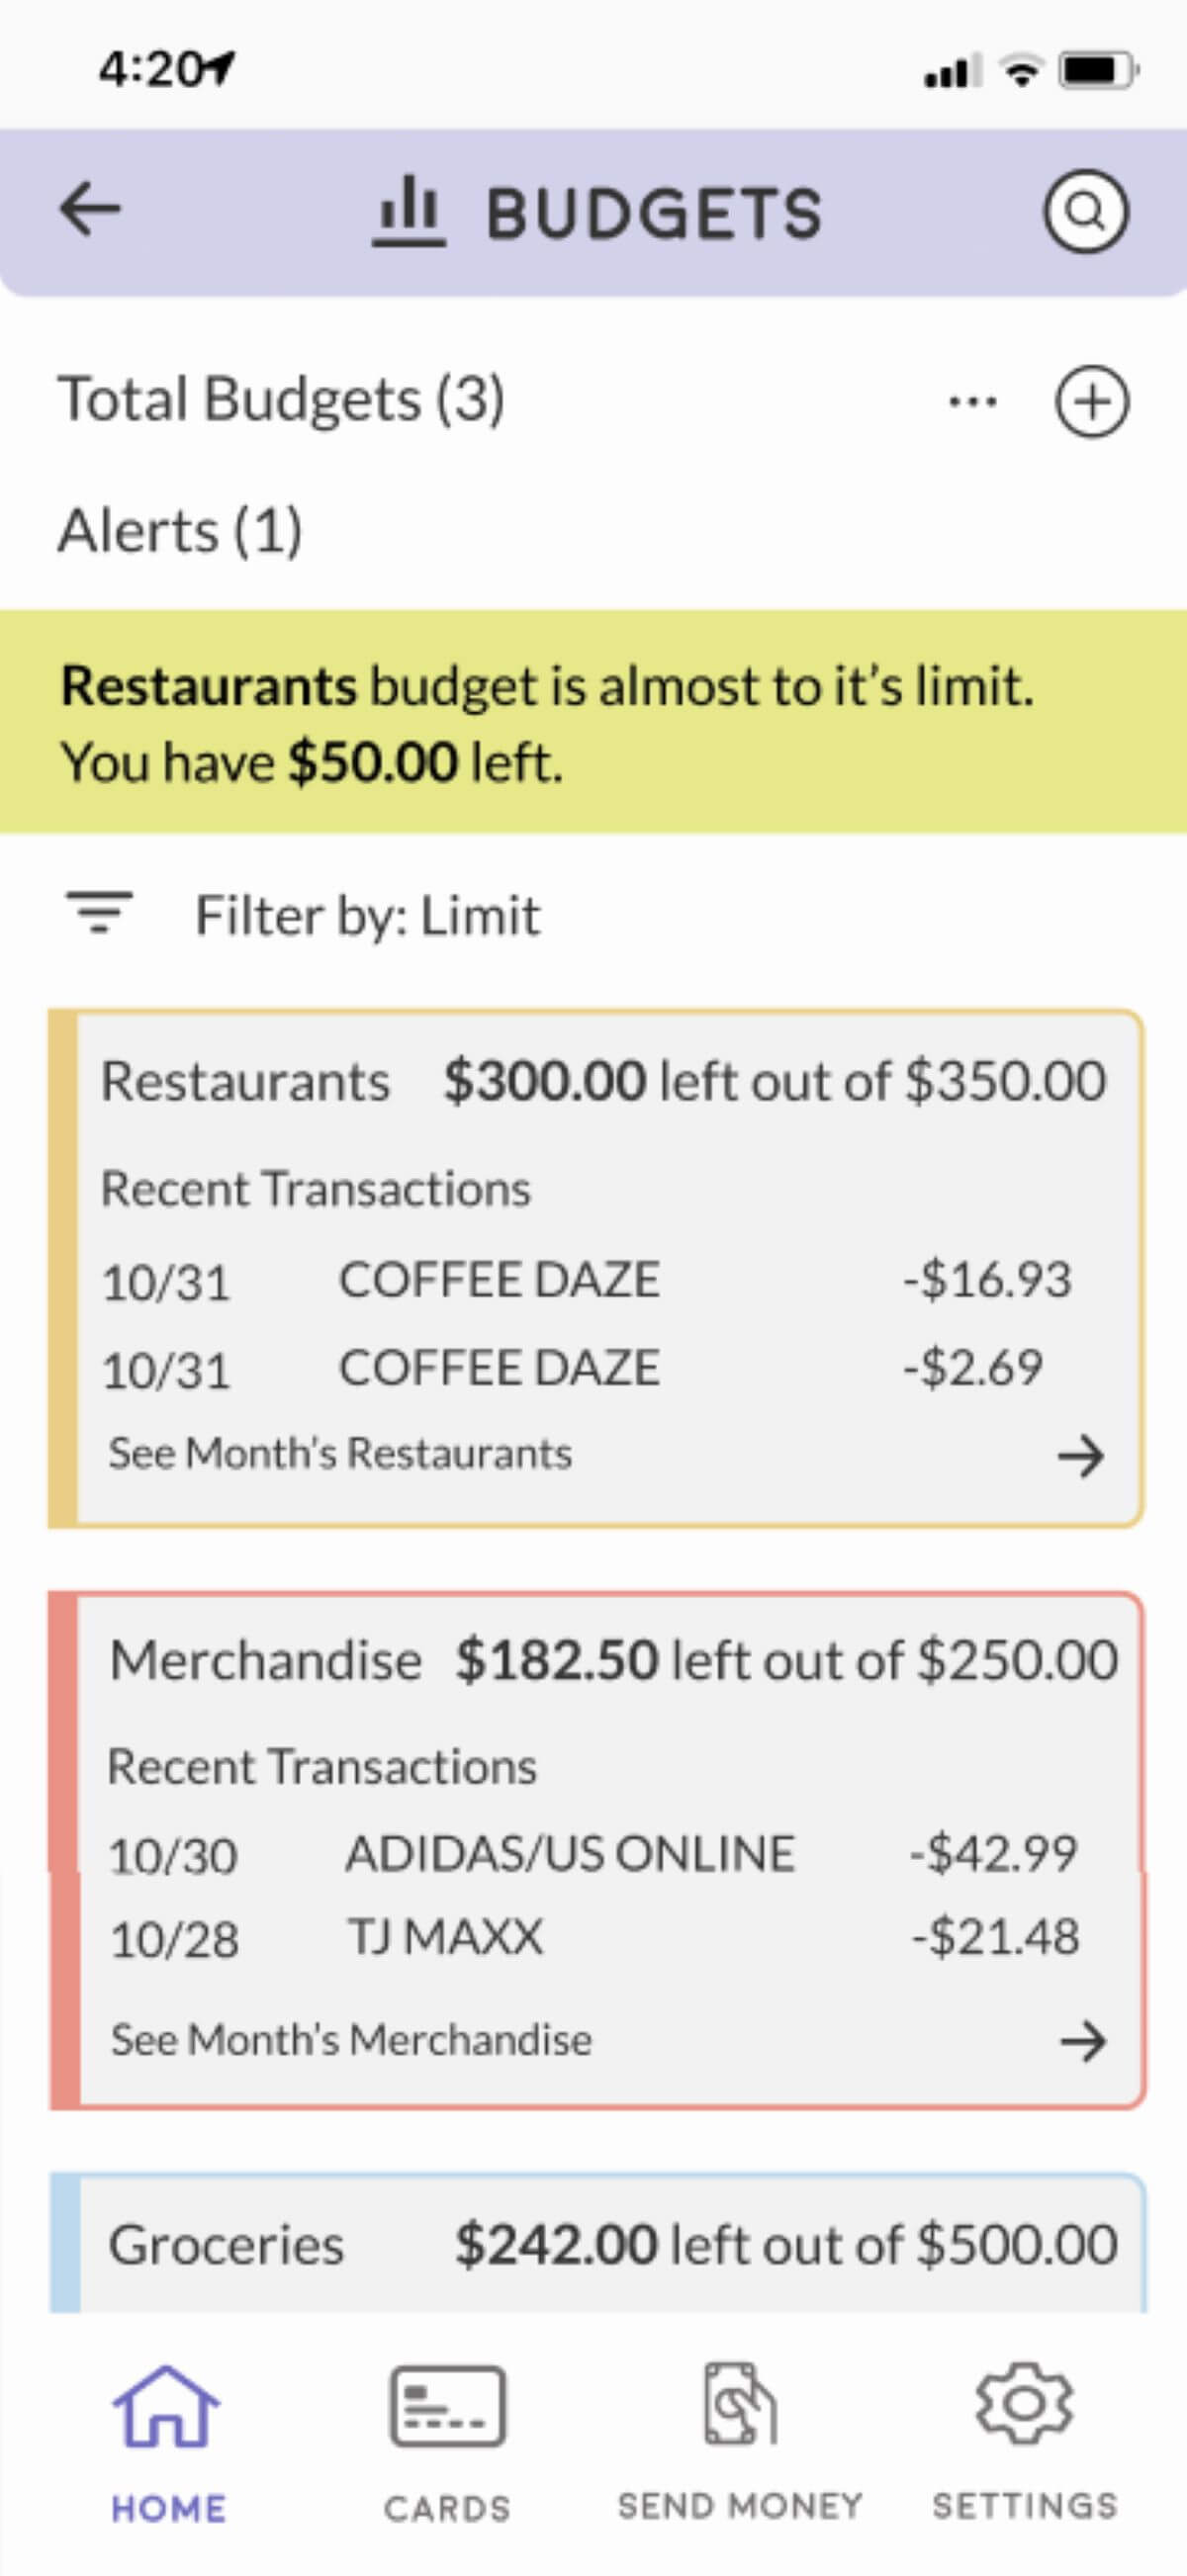 4:20
BUDGETS
Total Budgets (3)
Alerts (1)
Restaurants budget is almost to it's limit.
You have $50.00 left.
Filter by: Limit
Restaurants $300.00 left out of $350.00
Recent Transactions
10/31 COFFEE DAZE -$16.93
10/31 COFFEE DAZE -$2.69
See Month's Restaurants
Merchandise $182.50 left out of $250.00
Recent Transactions
10/30 ADIDAS/US ONLINE -$42.99
10/28 TJ MAXX -$21.48
See Month's Merchandise
Groceries $242.00 left out of $500.00
HOME CARDS SEND MONEY SETTINGS